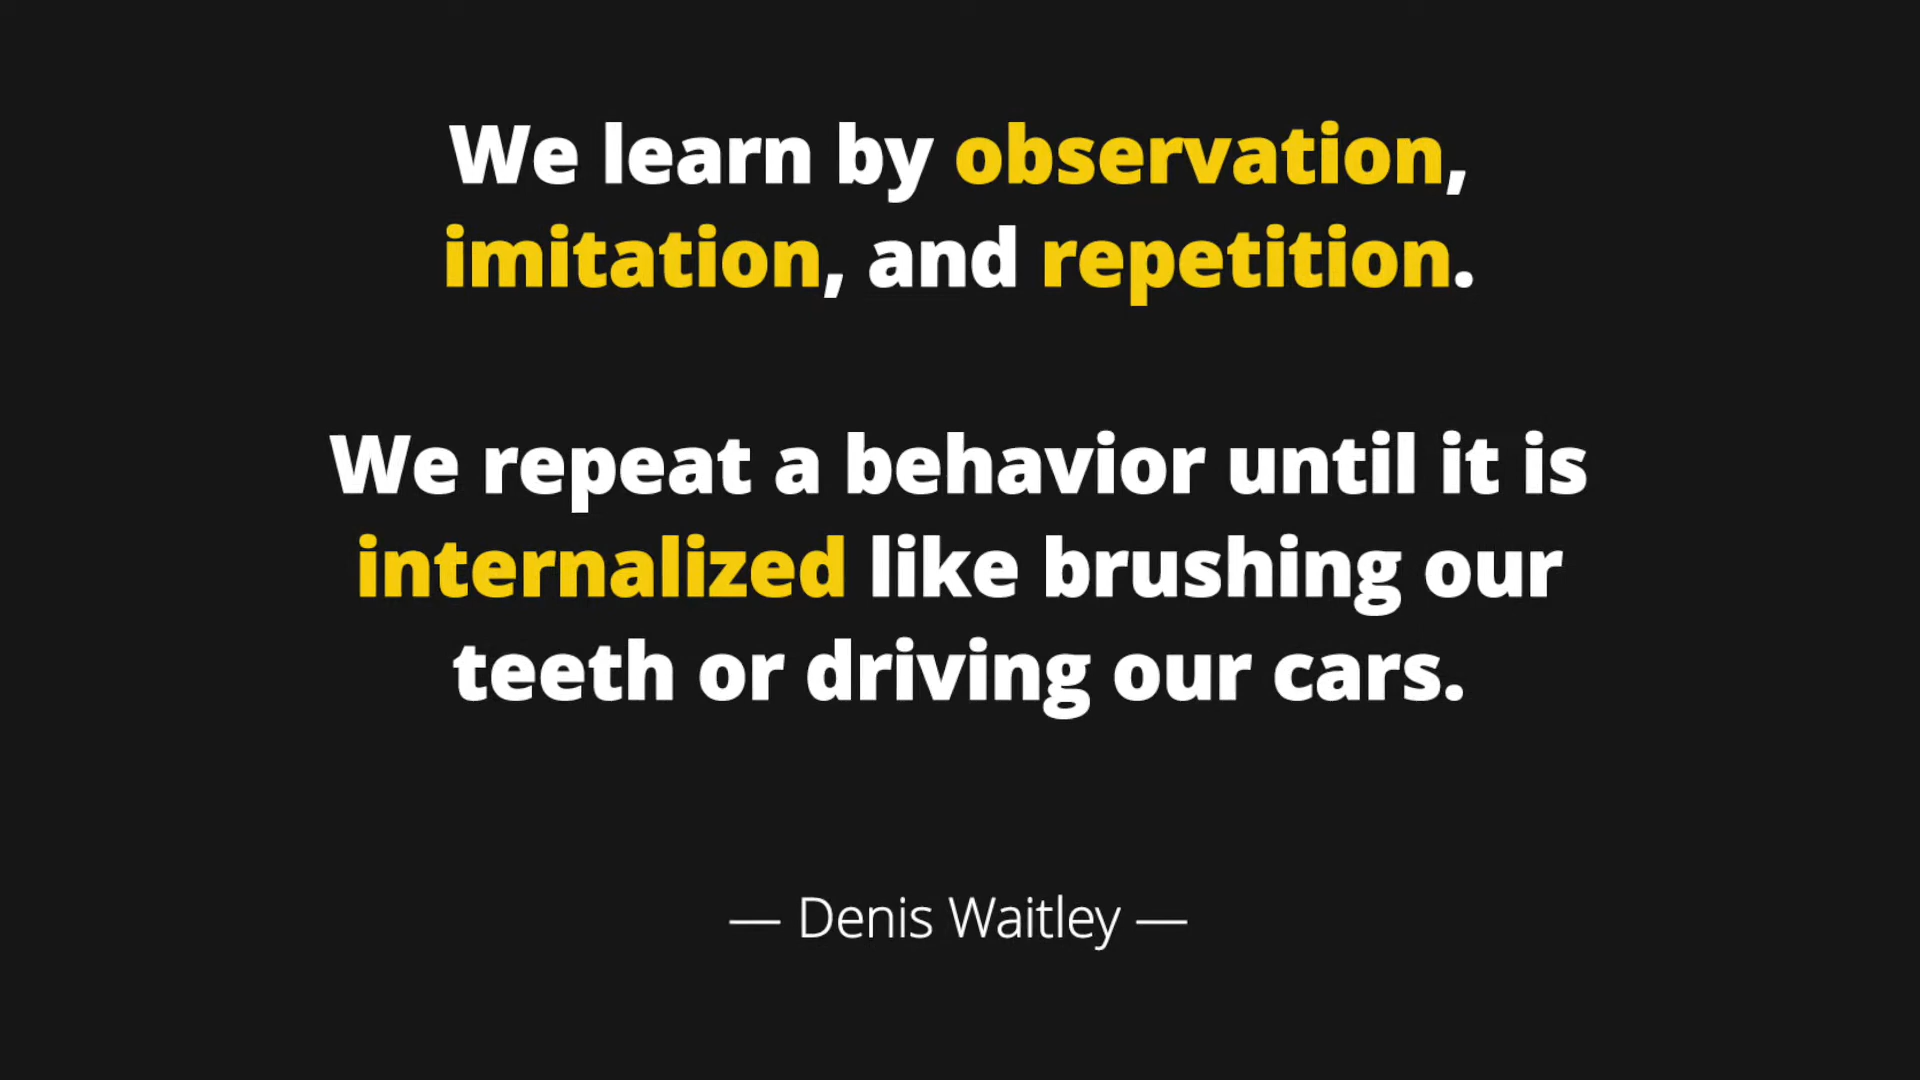 We learn by observation,
imitation, and repetition.
We repeat a behavior until it is
internalized like brushing our
teeth or driving our cars.
— Denis Waitley —